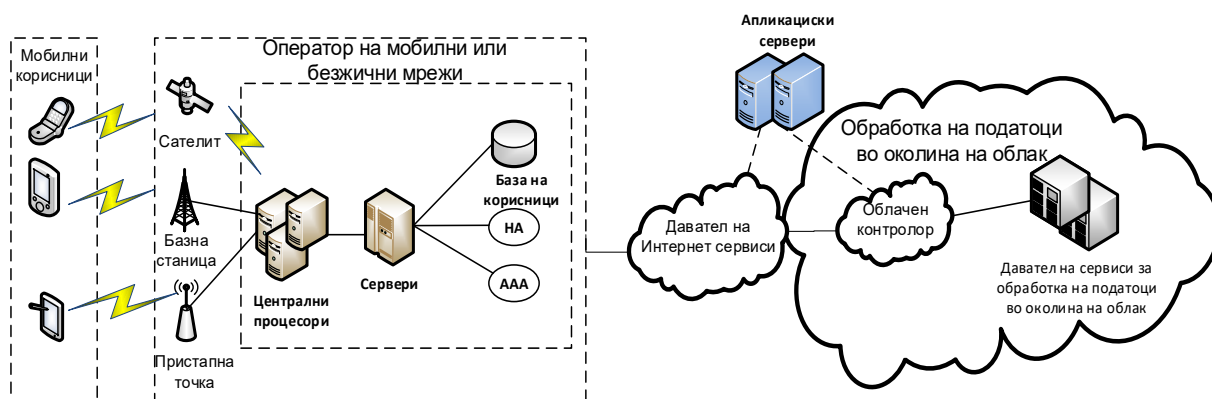 Мобилни
корисници
Оператор на мобилни или
безжични мрежи
Сателит
Базна
станица
Пристапна
точка
Централни
процесори
Сервери
База на
корисници
HA
AAA
Апликациски
сервери
Давател на
Интернет сервиси
Обработка на податоци
во околина на облак
Облачен
контролор
Давател на сервиси за
обработка на податоци
во околина на облак